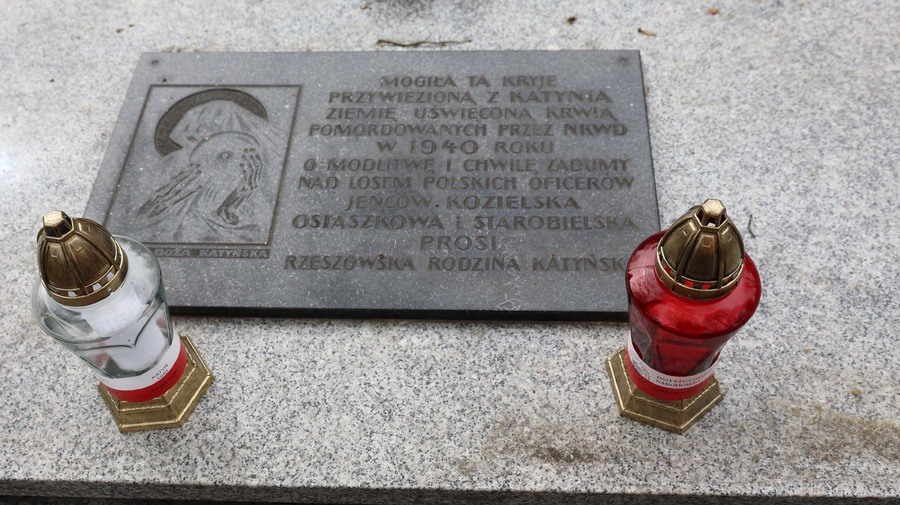 MOGIŁA TA KRYJE
PRZYWIEZIONĄ Z KATYNIA
ZIEMIĘ UŚWIĘCONĄ KRWIĄ
POMORDOWANYCH PRZEZ NKWD
W 1940 ROKU
O MODLITWĘ I CHWILĘ ZADUMY
NAD LOSEM POLSKICH OFICERÓW
JEŃCÓW KOZIELSKA
OSTASZKOWA I STAROBIELSKA
PROSI
RZESZOWSKA RODZINA KATYŃSK
KATYŃSKA